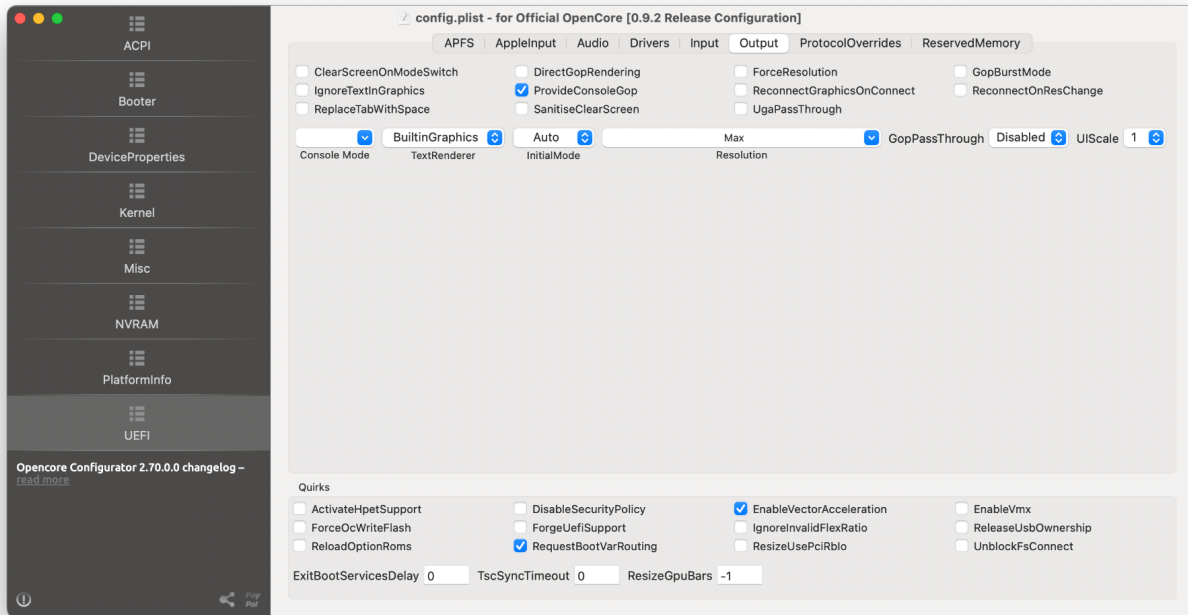 config.plist - for Official OpenCore [0.9.2 Release Configuration]
ACPI
Booter
DeviceProperties
Kernel
Misc
NVRAM
PlatformInfo
UEFI
Opencore Configurator 2.70.0.0 changelog –
read more
Pay
Pal
APFS AppleInput Audio Drivers Input Output ProtocolOverrides ReservedMemory
ClearScreenOnModeSwitch DirectGopRendering ForceResolution GopBurstMode
IgnoreTextInGraphics ProvideConsoleGop ReconnectGraphicsOnConnect ReconnectOnResChange
ReplaceTabWithSpace SanitiseClearScreen UgaPassThrough
BuiltinGraphics Auto Max GopPassThrough Disabled UIScale 1
Console Mode TextRenderer InitialMode Resolution
Quirks
ActivateHpetSupport DisableSecurityPolicy EnableVectorAcceleration EnableVmx
ForceOcWriteFlash ForgeUefiSupport IgnoreInvalidFlexRatio ReleaseUsbOwnership
ReloadOptionRoms RequestBootVarRouting ResizeUsePciRbIo UnblockFsConnect
ExitBootServicesDelay 0 TscSyncTimeout 0 ResizeGpuBars -1